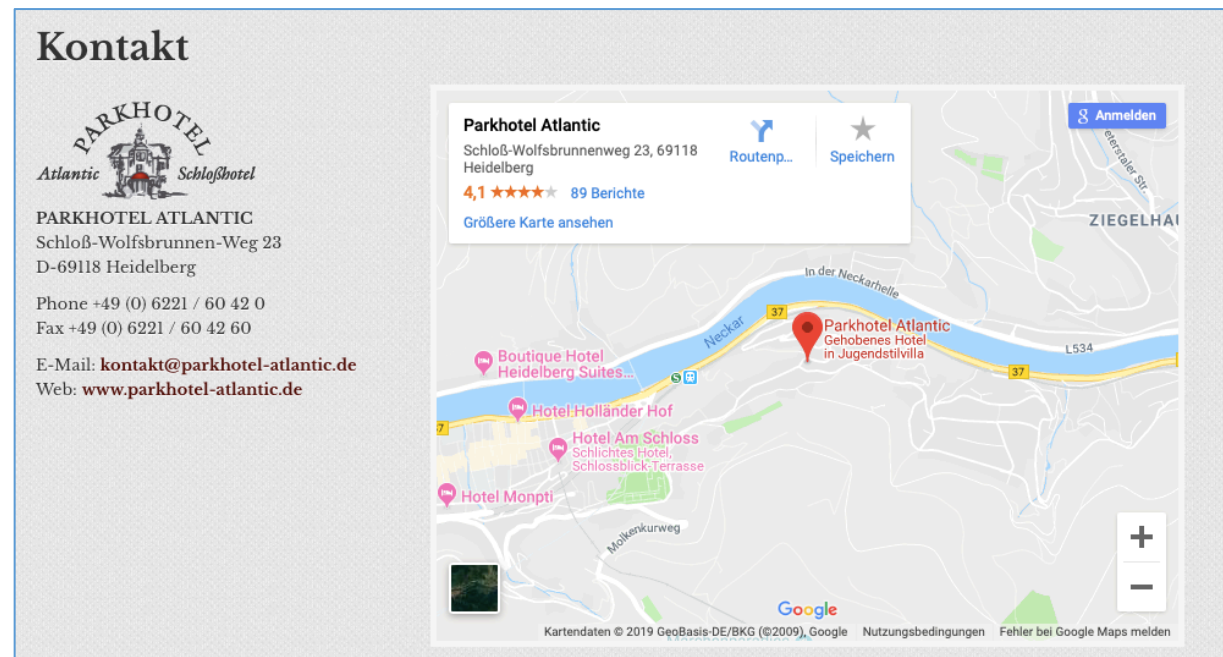 Kontakt
PARKHOTEL
Atlantic Schloßhotel
PARKHOTEL ATLANTIC
Schloß-Wolfsbrunnen-Weg 23
D-69118 Heidelberg
Phone +49 (0) 6221 / 60 42 0
Fax +49 (0) 6221 / 60 42 60
E-Mail: kontakt@parkhotel-atlantic.de
Web: www.parkhotel-atlantic.de
Parkhotel Atlantic
Schloß-Wolfsbrunnenweg 23, 69118
Heidelberg
4,1 89 Berichte
Größere Karte ansehen
Routenp...
Speichern
Anmelden
ZIEGELHAU
In der Neckarhelle
37
Neckar
Parkhotel Atlantic
Gehobenes Hotel
in Jugendstilvilla
L534
37
Boutique Hotel
Heidelberg Suites...
S
Hotel Holländer Hof
37
Hotel Am Schloss
Schlichtes Hotel,
Schlossblick-Terrasse
Hotel Monpti
Molkenkurweg
+
−
Google
Kartendaten © 2019 GeoBasis-DE/BKG (©2009), Google Nutzungsbedingungen Fehler bei Google Maps melden